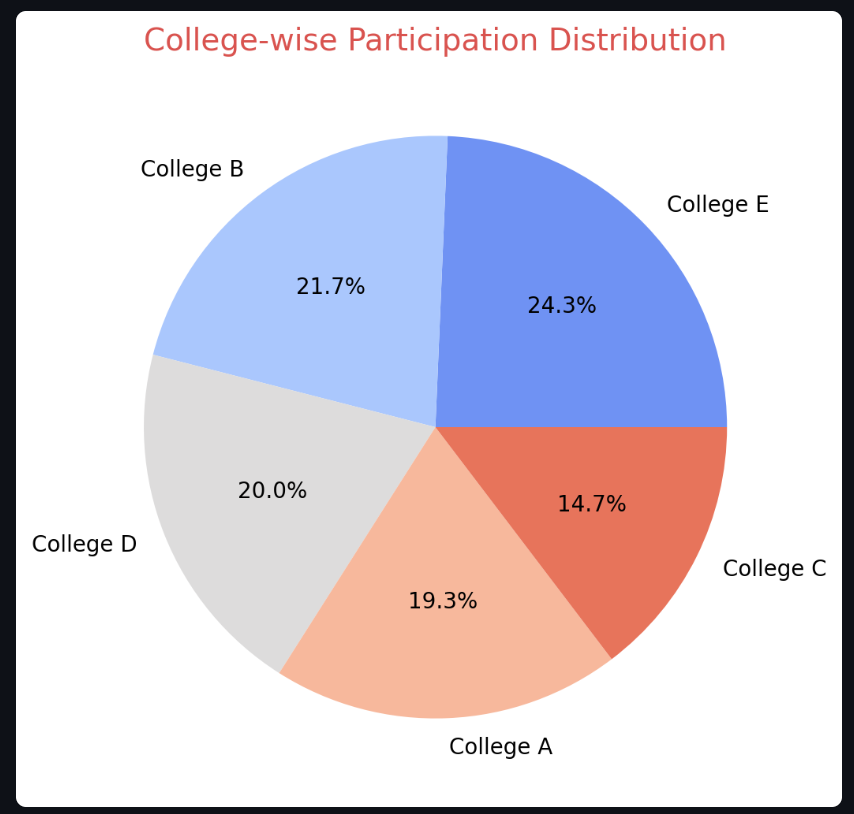 College-wise Participation Distribution
College B
College E
21.7%
24.3%
20.0%
14.7%
College D
College C
19.3%
College A